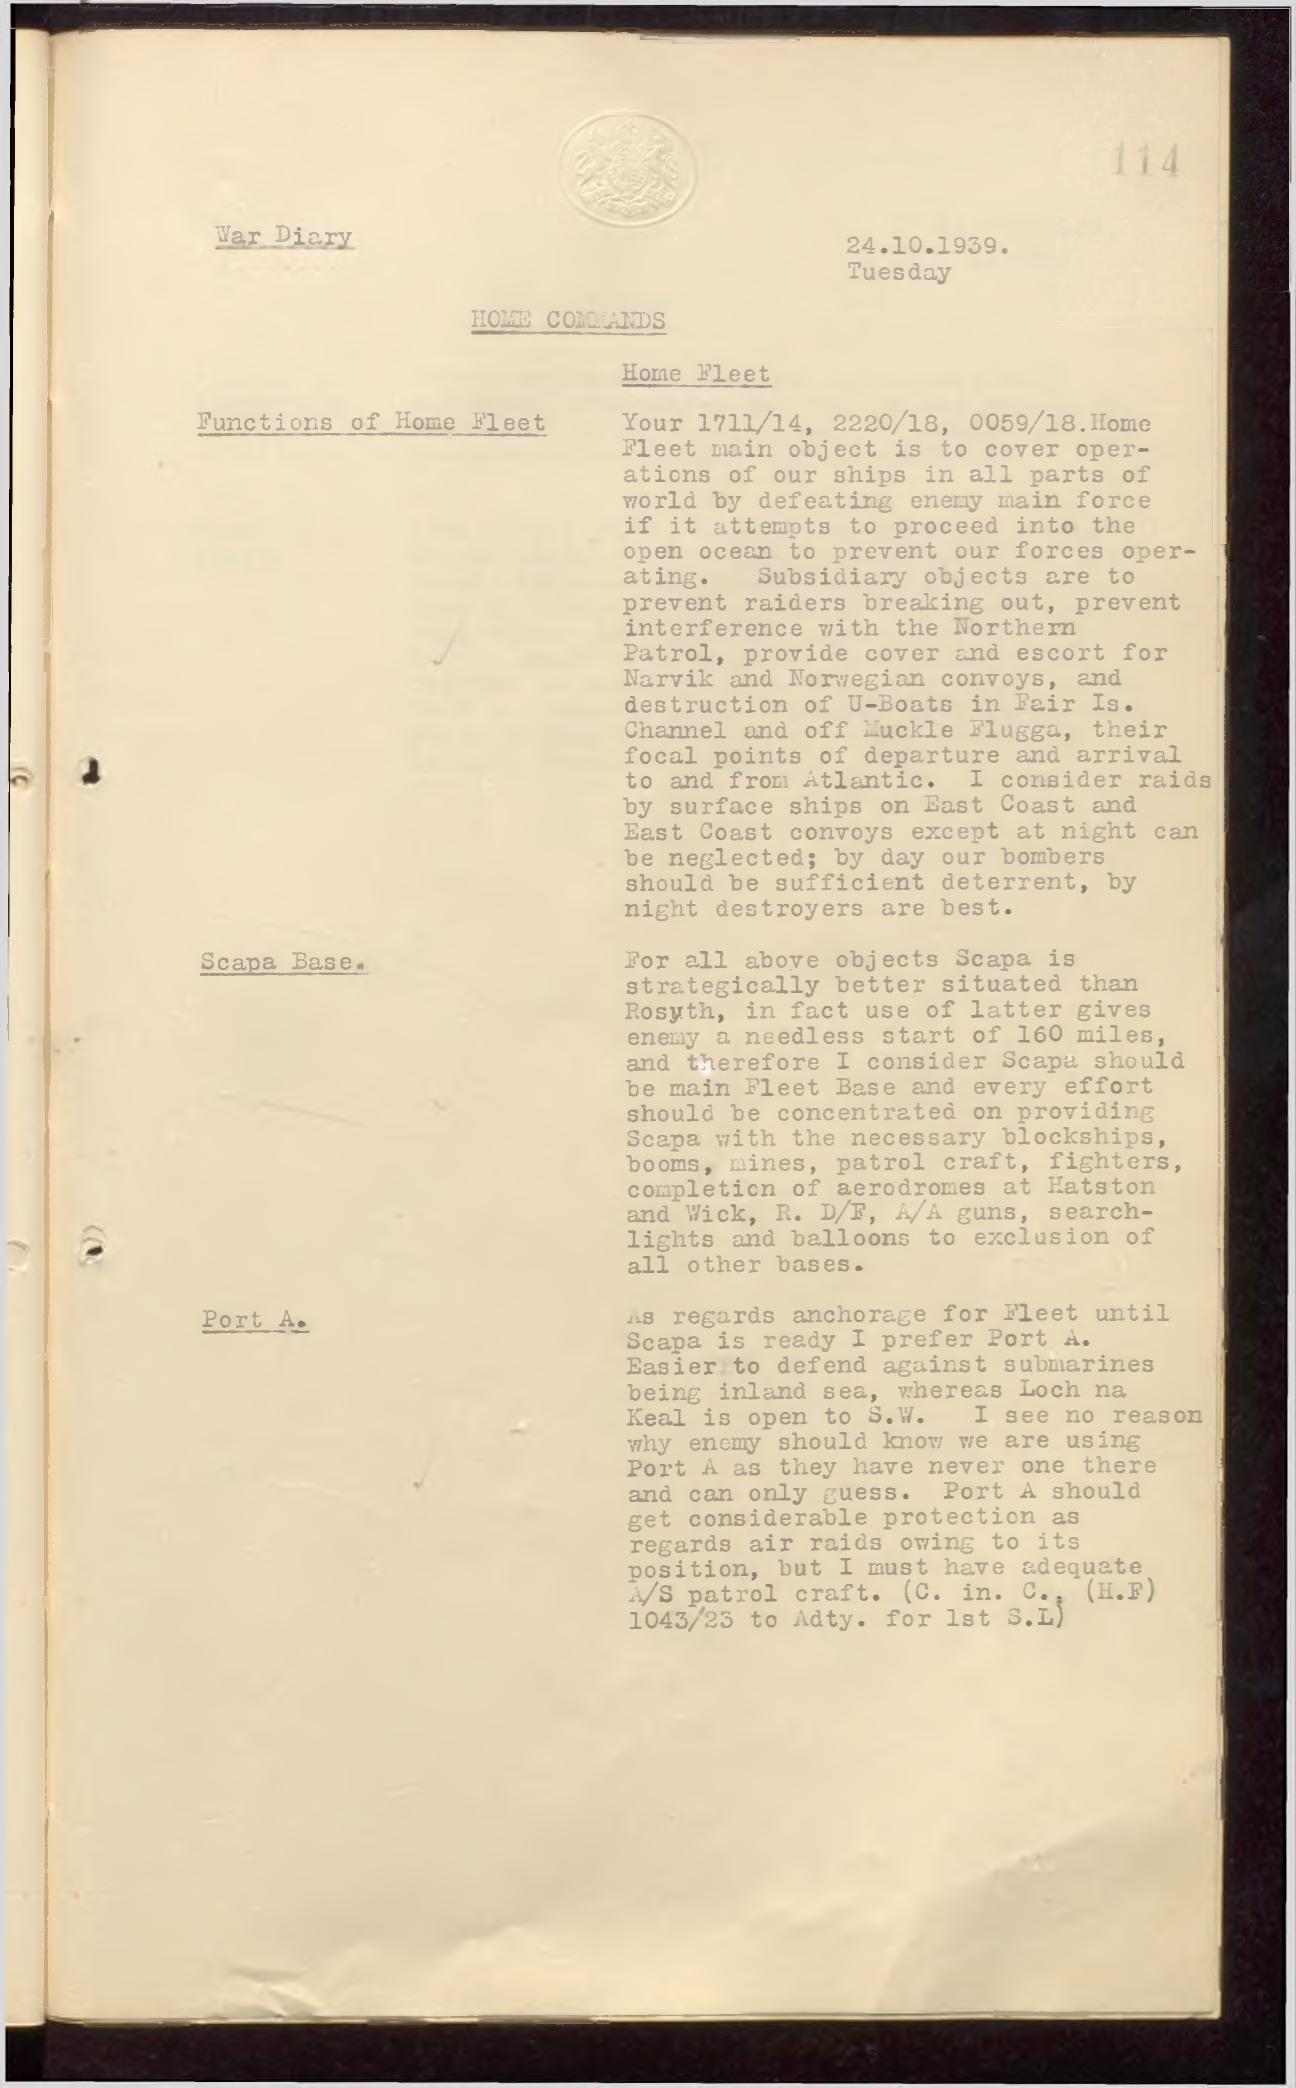 114
War Diary
24.10.1939.
Tuesday
HOME COMMANDS
Home Fleet
Functions of Home Fleet
Your 1711/14, 2220/18, 0059/18.Home
Fleet main object is to cover oper-
ations of our ships in all parts of
world by defeating enemy main force
if it attempts to proceed into the
open ocean to prevent our forces oper-
ating. Subsidiary objects are to
prevent raiders breaking out, prevent
interference with the Northern
Patrol, provide cover and escort for
Narvik and Norwegian convoys, and
destruction of U-Boats in Fair Is.
Channel and off Muckle Flugga, their
focal points of departure and arrival
to and from Atlantic. I consider raids
by surface ships on East Coast and
East Coast convoys except at night can
be neglected; by day our bombers
should be sufficient deterrent, by
night destroyers are best.
Scapa Base.
For all above objects Scapa is
strategically better situated than
Rosyth, in fact use of latter gives
enemy a needless start of 160 miles,
and therefore I consider Scapa should
be main Fleet Base and every effort
should be concentrated on providing
Scapa with the necessary blockships,
booms, mines, patrol craft, fighters,
completion of aerodromes at Hatston
and Wick, R. D/F, A/A guns, search-
lights and balloons to exclusion of
all other bases.
Port A.
As regards anchorage for Fleet until
Scapa is ready I prefer Port A.
Easier to defend against submarines
being inland sea, whereas Loch na
Keal is open to S.W. I see no reason
why enemy should know we are using
Port A as they have never one there
and can only guess. Port A should
get considerable protection as
regards air raids owing to its
position, but I must have adequate
A/S patrol craft. (C. in. C., (H.F)
1043/23 to Adty. for 1st S.L)